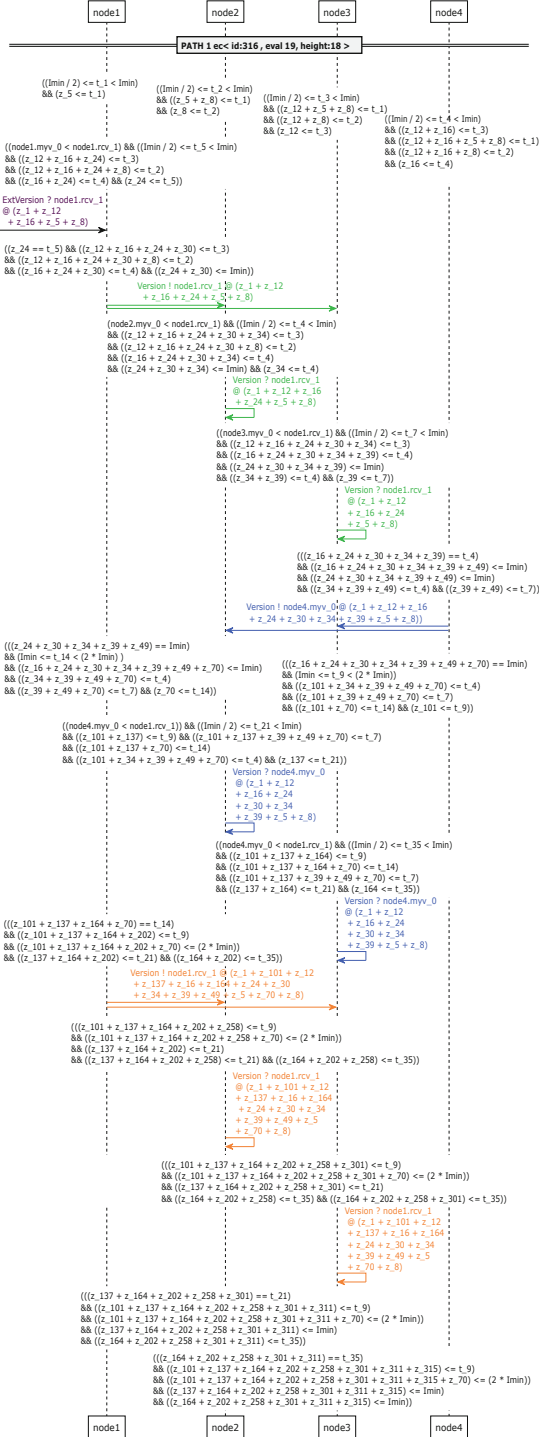 node1 node2 node3 node4
PATH 1 ec< id:316 , eval 19, height:18 >
((Imin / 2) <= t_1 < Imin)
&& (z_5 <= t_1)
((Imin / 2) <= t_2 < Imin)
&& ((z_5 + z_8) <= t_1)
&& (z_8 <= t_2)
((Imin / 2) <= t_3 < Imin)
&& ((z_12 + z_5 + z_8) <= t_1)
&& ((z_12 + z_8) <= t_2)
&& (z_12 <= t_3)
((Imin / 2) <= t_4 < Imin)
&& ((z_12 + z_16) <= t_3)
&& ((z_12 + z_16 + z_5 + z_8) <= t_1)
&& ((z_12 + z_16 + z_8) <= t_2)
&& (z_16 <= t_4)
((node1.myv_0 < node1.rcv_1) && ((Imin / 2) <= t_5 < Imin)
&& ((z_12 + z_16 + z_24) <= t_3)
&& ((z_12 + z_16 + z_24 + z_8) <= t_2)
&& ((z_16 + z_24) <= t_4) && (z_24 <= t_5))
ExtVersion ? node1.rcv_1
@ (z_1 + z_12
+ z_16 + z_5 + z_8)
((z_24 == t_5) && ((z_12 + z_16 + z_24 + z_30) <= t_3)
&& ((z_12 + z_16 + z_24 + z_30 + z_8) <= t_2)
&& ((z_16 + z_24 + z_30) <= t_4) && ((z_24 + z_30) <= Imin))
Version ! node1.rcv_1 @ (z_1 + z_12
+ z_16 + z_24 + z_5 + z_8)
(node2.myv_0 < node1.rcv_1) && ((Imin / 2) <= t_4 < Imin)
&& ((z_12 + z_16 + z_24 + z_30 + z_34) <= t_3)
&& ((z_12 + z_16 + z_24 + z_30 + z_8) <= t_2)
&& ((z_16 + z_24 + z_30 + z_34) <= t_4)
&& ((z_24 + z_30 + z_34) <= Imin) && (z_34 <= t_4)
Version ? node1.rcv_1
@ (z_1 + z_12 + z_16
+ z_24 + z_5 + z_8)
((node3.myv_0 < node1.rcv_1) && ((Imin / 2) <= t_7 < Imin)
&& ((z_12 + z_16 + z_24 + z_30 + z_34) <= t_3)
&& ((z_16 + z_24 + z_30 + z_34 + z_39) <= t_4)
&& ((z_24 + z_30 + z_34 + z_39) <= Imin)
&& ((z_34 + z_39) <= t_4) && (z_39 <= t_7))
Version ? node1.rcv_1
@ (z_1 + z_12
+ z_16 + z_24
+ z_5 + z_8)
(((z_16 + z_24 + z_30 + z_34 + z_39) == t_4)
&& ((z_16 + z_24 + z_30 + z_34 + z_39 + z_49) <= Imin)
&& ((z_24 + z_30 + z_34 + z_39 + z_49) <= Imin)
&& ((z_34 + z_39 + z_49) <= t_4) && ((z_39 + z_49) <= t_7))
Version ! node4.myv_0 @ (z_1 + z_12 + z_16
+ z_24 + z_30 + z_34 + z_39 + z_5 + z_8))
(((z_24 + z_30 + z_34 + z_39 + z_49) == Imin)
&& (Imin <= t_14 < (2 * Imin) )
&& ((z_16 + z_24 + z_30 + z_34 + z_39 + z_49 + z_70) <= Imin)
&& ((z_34 + z_39 + z_49 + z_70) <= t_4)
&& ((z_39 + z_49 + z_70) <= t_7) && (z_70 <= t_14))
(((z_16 + z_24 + z_30 + z_34 + z_39 + z_49 + z_70) == Imin)
&& (Imin <= t_9 < (2 * Imin))
&& ((z_101 + z_34 + z_39 + z_49 + z_70) <= t_4)
&& ((z_101 + z_39 + z_49 + z_70) <= t_7)
&& ((z_101 + z_70) <= t_14) && (z_101 <= t_9))
((node4.myv_0 < node1.rcv_1)) && ((Imin / 2) <= t_21 < Imin)
&& ((z_101 + z_137) <= t_9) && ((z_101 + z_137 + z_39 + z_49 + z_70) <= t_7)
&& ((z_101 + z_137 + z_70) <= t_14)
&& ((z_101 + z_34 + z_39 + z_49 + z_70) <= t_4) && (z_137 <= t_21))
Version ? node4.myv_0
@ (z_1 + z_12
+ z_16 + z_24
+ z_30 + z_34
+ z_39 + z_5 + z_8)
((node4.myv_0 < node1.rcv_1) && ((Imin / 2) <= t_35 < Imin)
&& ((z_101 + z_137 + z_164) <= t_9)
&& ((z_101 + z_137 + z_164 + z_70) <= t_14)
&& ((z_101 + z_137 + z_39 + z_49 + z_70) <= t_7)
&& ((z_137 + z_164) <= t_21) && (z_164 <= t_35))
Version ? node4.myv_0
@ (z_1 + z_12
+ z_16 + z_24
+ z_30 + z_34
+ z_39 + z_5 + z_8)
(((z_101 + z_137 + z_164 + z_70) == t_14)
&& ((z_101 + z_137 + z_164 + z_202) <= t_9)
&& ((z_101 + z_137 + z_164 + z_202 + z_70) <= (2 * Imin))
&& ((z_137 + z_164 + z_202) <= t_21) && ((z_164 + z_202) <= t_35))
Version ! node1.rcv_1 @ (z_1 + z_101 + z_12
+ z_137 + z_16 + z_164 + z_24 + z_30
+ z_34 + z_39 + z_49 + z_5 + z_70 + z_8)
(((z_101 + z_137 + z_164 + z_202 + z_258) <= t_9)
&& ((z_101 + z_137 + z_164 + z_202 + z_258 + z_70) <= (2 * Imin))
&& ((z_137 + z_164 + z_202) <= t_21)
&& ((z_137 + z_164 + z_202 + z_258) <= t_21) && ((z_164 + z_202 + z_258) <= t_35))
Version ? node1.rcv_1
@ (z_1 + z_101 + z_12
+ z_137 + z_16 + z_164
+ z_24 + z_30 + z_34
+ z_39 + z_49 + z_5
+ z_70 + z_8)
(((z_101 + z_137 + z_164 + z_202 + z_258 + z_301) <= t_9)
&& ((z_101 + z_137 + z_164 + z_202 + z_258 + z_301 + z_70) <= (2 * Imin))
&& ((z_137 + z_164 + z_202 + z_258 + z_301) <= t_21)
&& ((z_164 + z_202 + z_258) <= t_35) && ((z_164 + z_202 + z_258 + z_301) <= t_35))
Version ? node1.rcv_1
@ (z_1 + z_101 + z_12
+ z_137 + z_16 + z_164
+ z_24 + z_30 + z_34
+ z_39 + z_49 + z_5
+ z_70 + z_8)
(((z_137 + z_164 + z_202 + z_258 + z_301) == t_21)
&& ((z_101 + z_137 + z_164 + z_202 + z_258 + z_301 + z_311) <= t_9)
&& ((z_101 + z_137 + z_164 + z_202 + z_258 + z_301 + z_311 + z_70) <= (2 * Imin))
&& ((z_137 + z_164 + z_202 + z_258 + z_301 + z_311) <= Imin)
&& ((z_164 + z_202 + z_258 + z_301 + z_311) <= t_35))
(((z_164 + z_202 + z_258 + z_301 + z_311) == t_35)
&& ((z_101 + z_137 + z_164 + z_202 + z_258 + z_301 + z_311 + z_315) <= t_9)
&& ((z_101 + z_137 + z_164 + z_202 + z_258 + z_301 + z_311 + z_315 + z_70) <= (2 * Imin))
&& ((z_137 + z_164 + z_202 + z_258 + z_301 + z_311 + z_315) <= Imin)
&& ((z_164 + z_202 + z_258 + z_301 + z_311 + z_315) <= Imin))
node1 node2 node3 node4